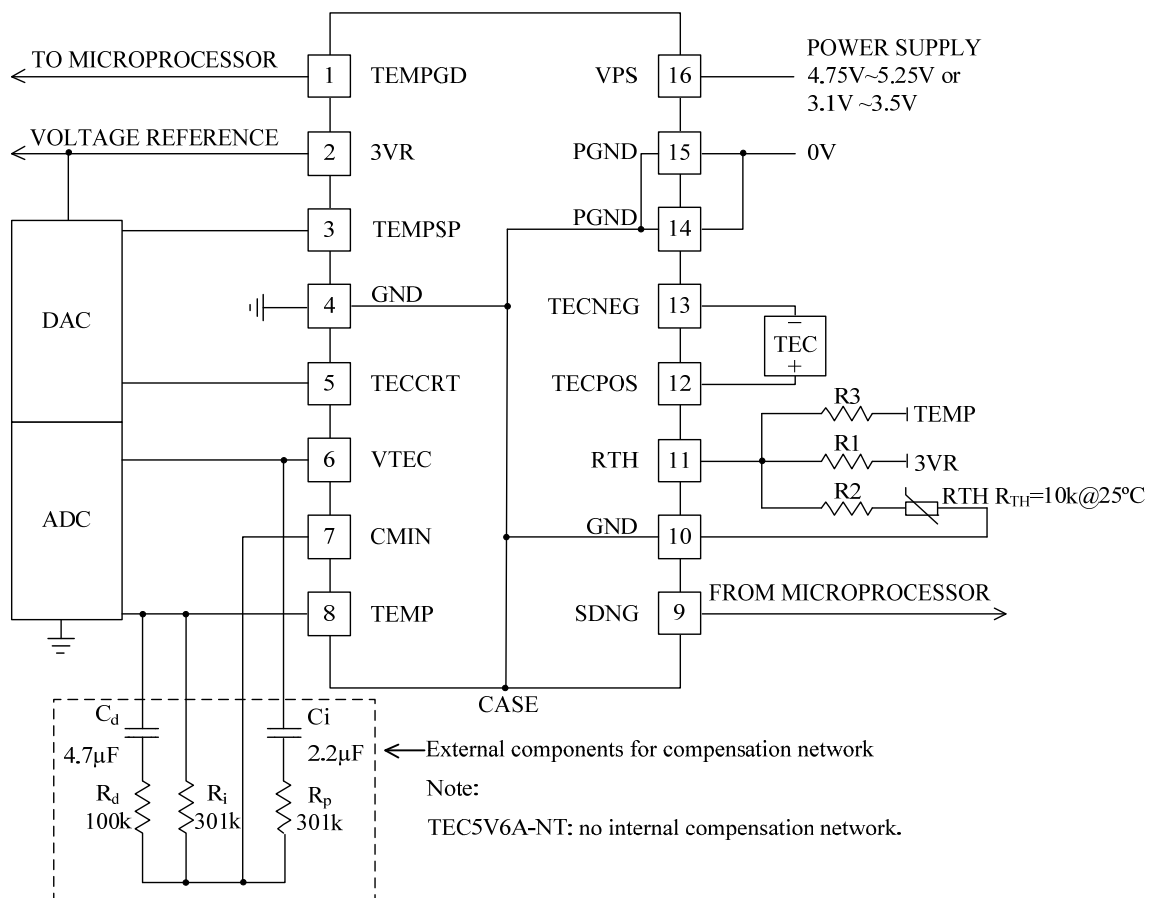 TO MICROPROCESSOR
1
TEMPGD
VPS
16
POWER SUPPLY
4.75V~5.25V or
3.1V ~3.5V
VOLTAGE REFERENCE
2
3VR
PGND
15
0V
3
TEMPSP
PGND
14
DAC
4
GND
TECNEG
13
−
TEC
+
5
TECCRT
TECPOS
12
R3
TEMP
6
VTEC
RTH
11
R1
3VR
R2
RTH RTH=10k@25ºC
ADC
7
CMIN
GND
10
8
TEMP
SDNG
9
FROM MICROPROCESSOR
CASE
Cd
4.7µF
Ci
2.2µF
External components for compensation network
Rd
100k
Ri
301k
Rp
301k
Note:
TEC5V6A-NT: no internal compensation network.